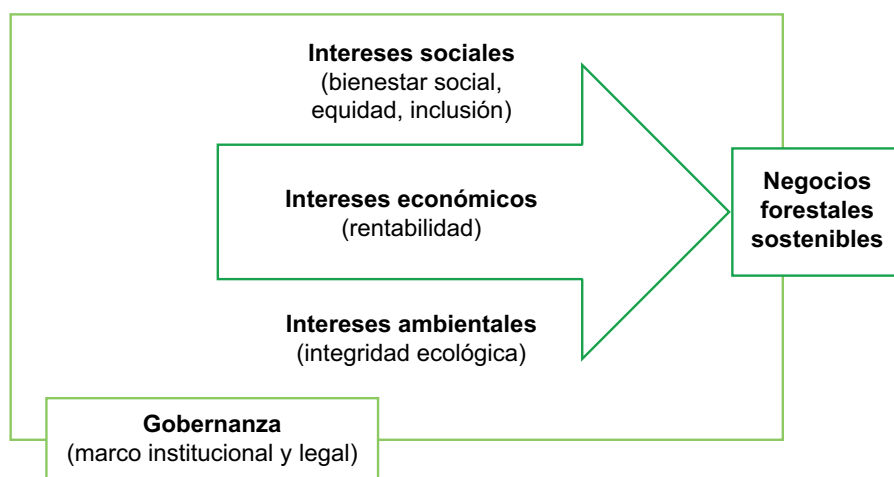 Intereses sociales
(bienestar social,
equidad, inclusión)
Intereses económicos
(rentabilidad)
Intereses ambientales
(integridad ecológica)
Negocios
forestales
sostenibles
Gobernanza
(marco institucional y legal)